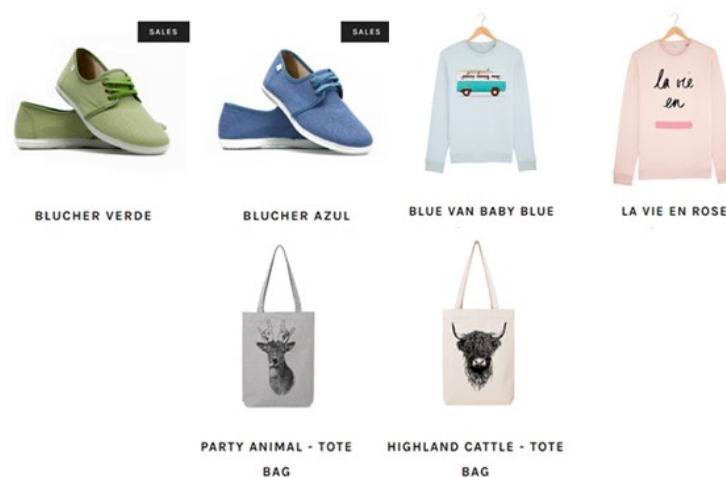 SALES
SALES
la vie
en
BLUCHER VERDE
BLUCHER AZUL
BLUE VAN BABY BLUE
LA VIE EN ROSE
PARTY ANIMAL - TOTE
BAG
HIGHLAND CATTLE - TOTE
BAG